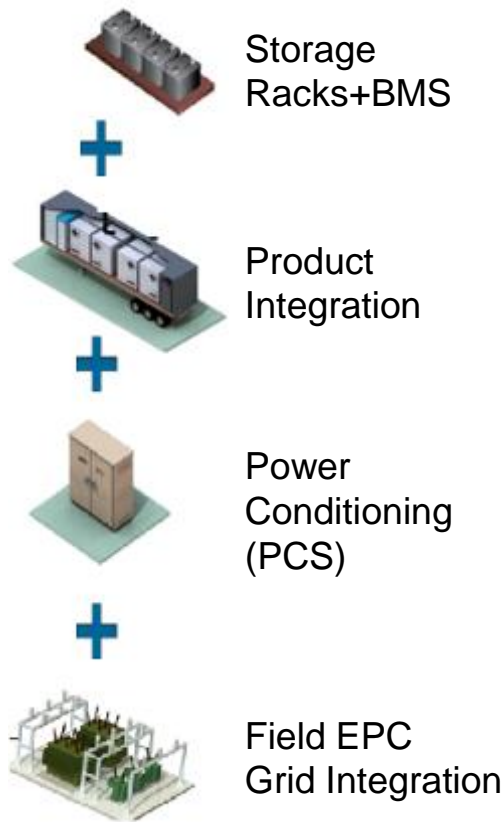 Storage
Racks+BMS
Product
Integration
Power
Conditioning
(PCS)
Field EPC
Grid Integration